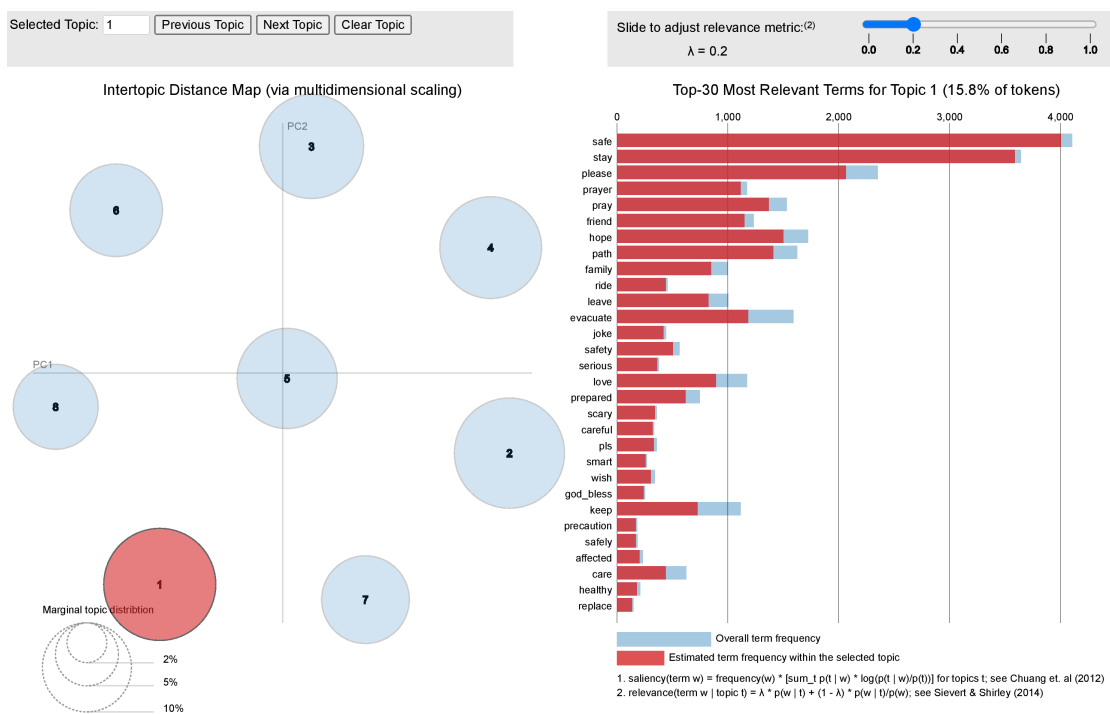 Selected Topic: 1 Previous Topic Next Topic Clear Topic
Slide to adjust relevance metric:(2)
λ = 0.2
0.0 0.2 0.4 0.6 0.8 1.0
Intertopic Distance Map (via multidimensional scaling)
PC2
PC1
3
6
4
5
8
2
1
7
Marginal topic distribtion
2%
5%
10%
Top-30 Most Relevant Terms for Topic 1 (15.8% of tokens)
0 1,000 2,000 3,000 4,000
safe
stay
please
prayer
pray
friend
hope
path
family
ride
leave
evacuate
joke
safety
serious
love
prepared
scary
careful
pls
smart
wish
god_bless
keep
precaution
safely
affected
care
healthy
replace
Overall term frequency
Estimated term frequency within the selected topic
1. saliency(term w) = frequency(w) * [sum_t p(t | w) * log(p(t | w)/p(t))] for topics t; see Chuang et. al (2012)
2. relevance(term w | topic t) = λ * p(w | t) + (1 - λ) * p(w | t)/p(w); see Sievert & Shirley (2014)